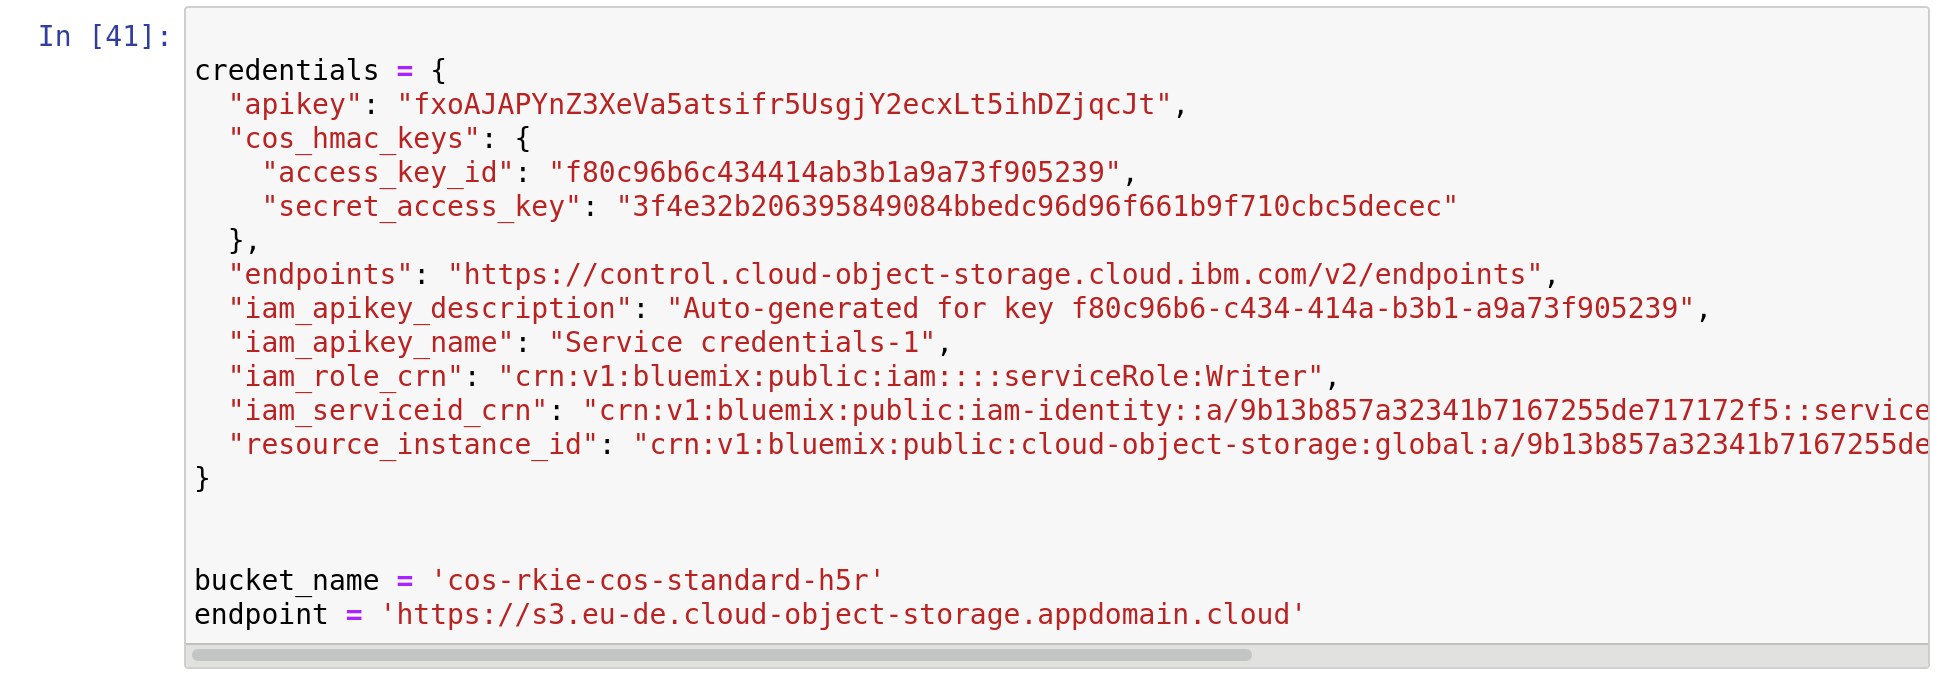 In [41]:
credentials = {
  "apikey": "fxoAJAPYnZ3XeVa5atsifr5UsgjY2ecxLt5ihDZjqcJt",
  "cos_hmac_keys": {
    "access_key_id": "f80c96b6c434414ab3b1a9a73f905239",
    "secret_access_key": "3f4e32b206395849084bbedc96d96f661b9f710cbc5decec"
  },
  "endpoints": "https://control.cloud-object-storage.cloud.ibm.com/v2/endpoints",
  "iam_apikey_description": "Auto-generated for key f80c96b6-c434-414a-b3b1-a9a73f905239",
  "iam_apikey_name": "Service credentials-1",
  "iam_role_crn": "crn:v1:bluemix:public:iam::::serviceRole:Writer",
  "iam_serviceid_crn": "crn:v1:bluemix:public:iam-identity::a/9b13b857a32341b7167255de717172f5::service
  "resource_instance_id": "crn:v1:bluemix:public:cloud-object-storage:global:a/9b13b857a32341b7167255de
}
bucket_name = 'cos-rkie-cos-standard-h5r'
endpoint = 'https://s3.eu-de.cloud-object-storage.appdomain.cloud'